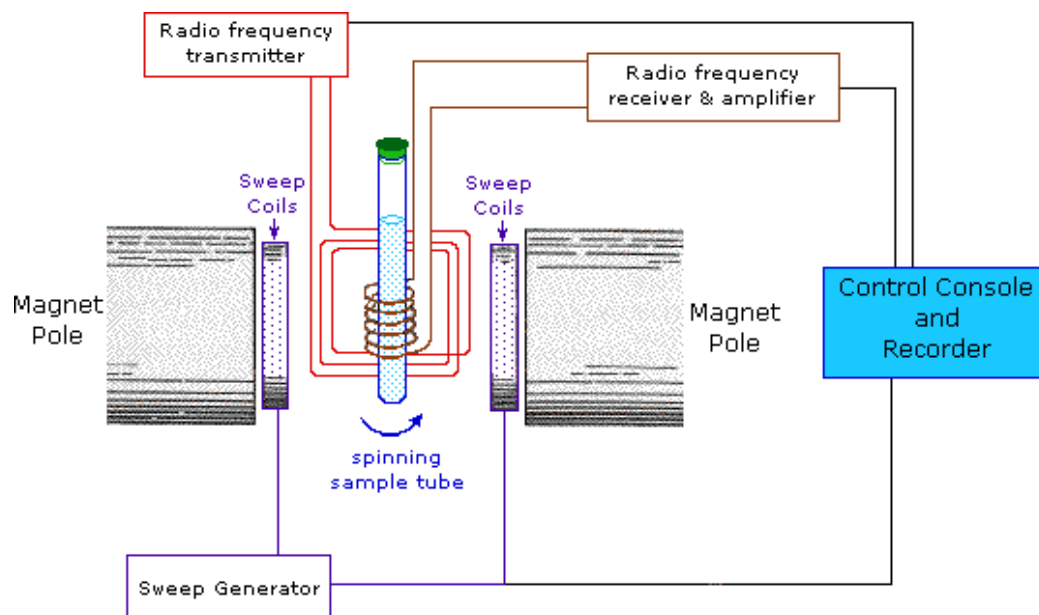 Radio frequency
transmitter
Radio frequency
receiver & amplifier
Sweep
Coils
Sweep
Coils
Magnet
Pole
Magnet
Pole
Control Console
and
Recorder
spinning
sample tube
Sweep Generator